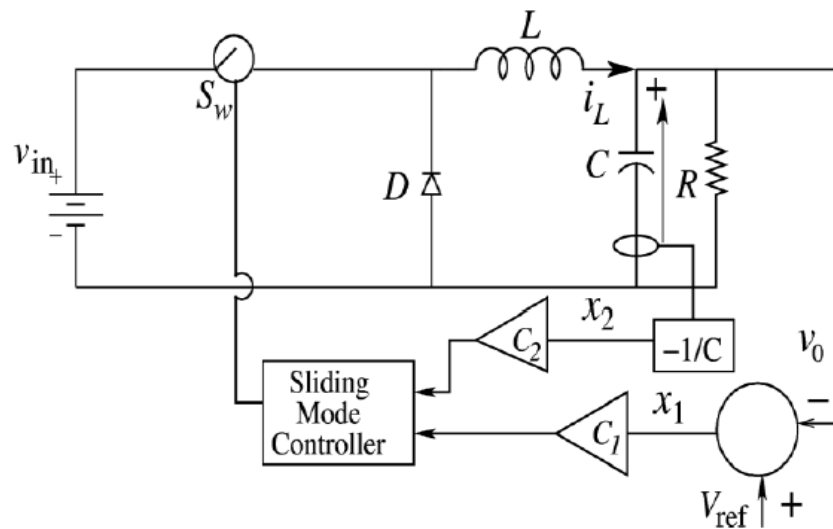 L
S_w
i_L
+
v_in+
-
D
C
R
x_2
C_2
-1/C
v_0
Sliding
Mode
Controller
x_1
C_1
-
V_ref
+